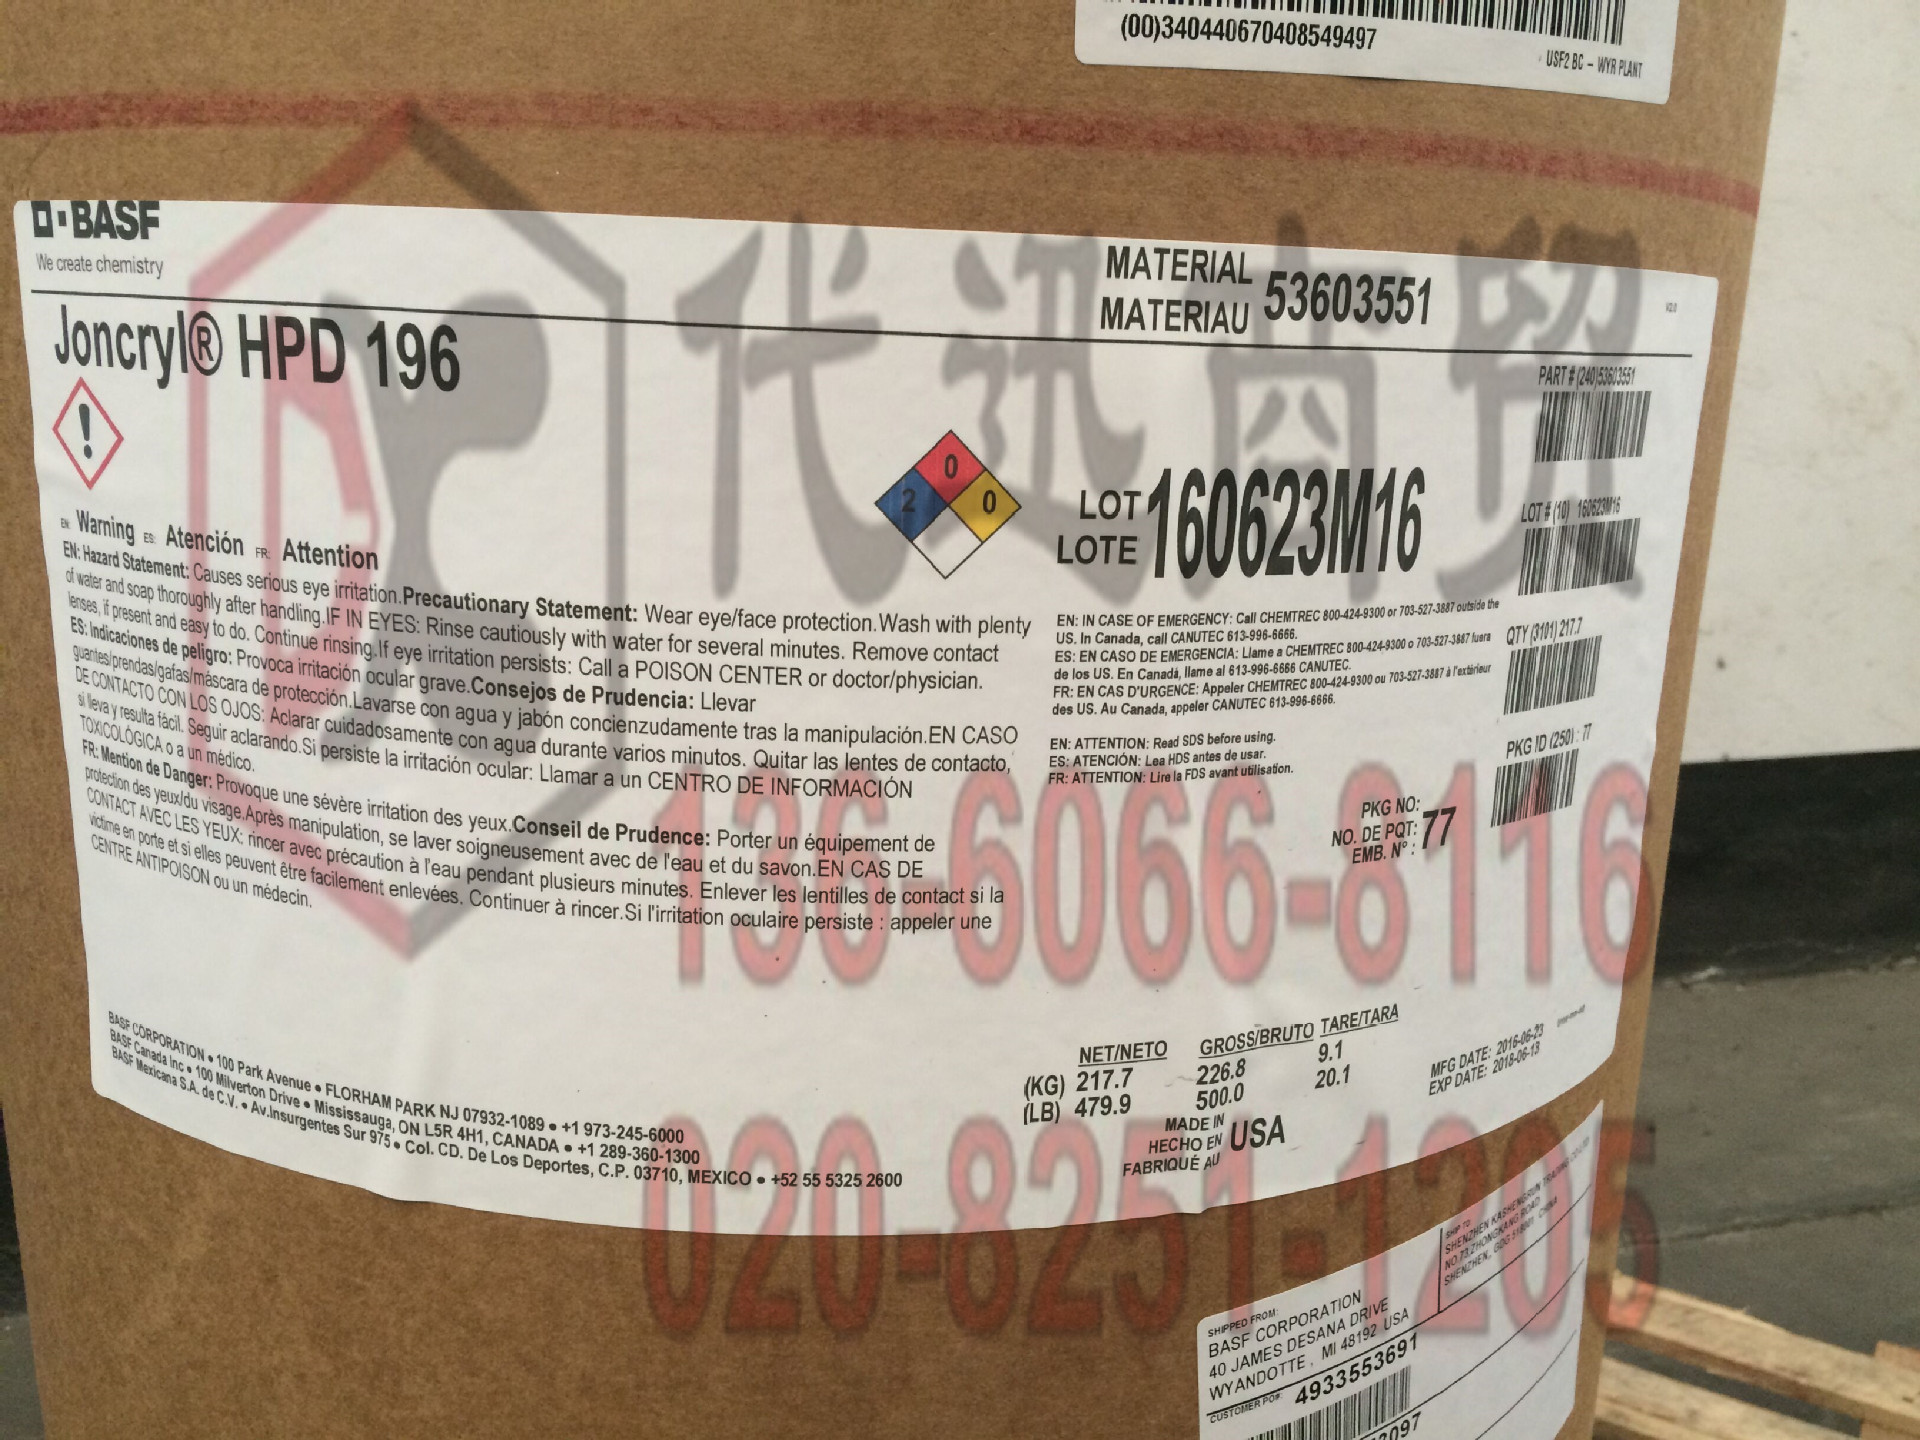 (00)340440670408549497
USF2 BC - WYR PLANT
BASF
We create chemistry
MATERIAL
MATERIAU 53603551
Joncryl® HPD 196
PART # (240)53603551
!
0
2 0
LOT
LOTE 160623M16
LOT # (10) 160623M16
EN: Warning ES: Atención FR: Attention
EN: Hazard Statement: Causes serious eye irritation.Precautionary Statement: Wear eye/face protection.Wash with plenty
of water and soap thoroughly after handling.IF IN EYES: Rinse cautiously with water for several minutes. Remove contact
lenses, if present and easy to do. Continue rinsing.If eye irritation persists: Call a POISON CENTER or doctor/physician.
ES: Indicaciones de peligro: Provoca irritación ocular grave.Consejos de Prudencia: Llevar
guantes/prendas/gafas/máscara de protección.Lavarse con agua y jabón concienzudamente tras la manipulación.EN CASO
DE CONTACTO CON LOS OJOS: Aclarar cuidadosamente con agua durante varios minutos. Quitar las lentes de contacto,
si lleva y resulta fácil. Seguir aclarando.Si persiste la irritación ocular: Llamar a un CENTRO DE INFORMACIÓN
TOXICOLÓGICA o a un médico.
FR: Mention de Danger: Provoque une sévère irritation des yeux.Conseil de Prudence: Porter un équipement de
protection des yeux/du visage.Après manipulation, se laver soigneusement avec de l'eau et du savon.EN CAS DE
CONTACT AVEC LES YEUX: rincer avec précaution à l'eau pendant plusieurs minutes. Enlever les lentilles de contact si la
victime en porte et si elles peuvent être facilement enlevées. Continuer à rincer.Si l'irritation oculaire persiste : appeler une
CENTRE ANTIPOISON ou un médecin.
EN: IN CASE OF EMERGENCY: Call CHEMTREC 800-424-9300 or 703-527-3887 outside the
US. In Canada, call CANUTEC 613-996-6666.
ES: EN CASO DE EMERGENCIA: Llame a CHEMTREC 800-424-9300 o 703-527-3887 fuera
de los US. En Canadá, llame al 613-996-6666 CANUTEC.
FR: EN CAS D'URGENCE: Appeler CHEMTREC 800-424-9300 ou 703-527-3887 à l'extérieur
des US. Au Canada, appeler CANUTEC 613-996-6666.
QTY (3101) 217.7
EN: ATTENTION: Read SDS before using.
ES: ATENCIÓN: Lea HDS antes de usar.
FR: ATTENTION: Lire la FDS avant utilisation.
PKG ID (250) : 77
PKG NO:
NO. DE PQT: 77
EMB. N° :
代迅商贸
136-6066-8116
020-8251-1205
BASF CORPORATION • 100 Park Avenue • FLORHAM PARK NJ 07932-1089 • +1 973-245-6000
BASF Canada Inc • 100 Milverton Drive • Mississauga, ON L5R 4H1, CANADA • +1 289-360-1300
BASF Mexicana S.A. de C.V. • Av.Insurgentes Sur 975 • Col. CD. De Los Deportes, C.P. 03710, MEXICO • +52 55 5325 2600
NET/NETO GROSS/BRUTO TARE/TARA
(KG) 217.7 226.8 9.1
(LB) 479.9 500.0 20.1
MADE IN
HECHO EN USA
FABRIQUÉ AU
MFG DATE: 2016-06-23
EXP DATE: 2018-06-13
SHIP TO
SHENZHEN KASHENGRUN TRADING CO
NO.73,ZHONGKANG ROAD
SHENZHEN, GDG 518001 CHINA
SHIPPED FROM:
BASF CORPORATION
40 JAMES DESANA DRIVE
WYANDOTTE , MI 48192 USA
CUSTOMER PO#: 4933553691